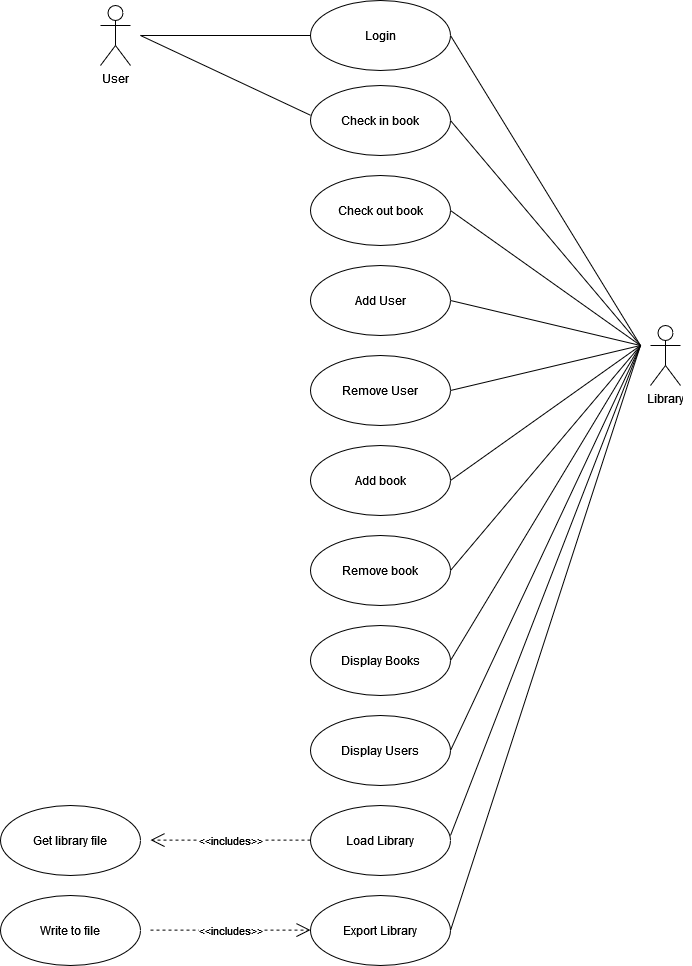 Login
User
Check in book
Check out book
Add User
Remove User
Library
Add book
Remove book
Display Books
Display Users
Get library file
<<includes>>
Load Library
Write to file
<<includes>>
Export Library